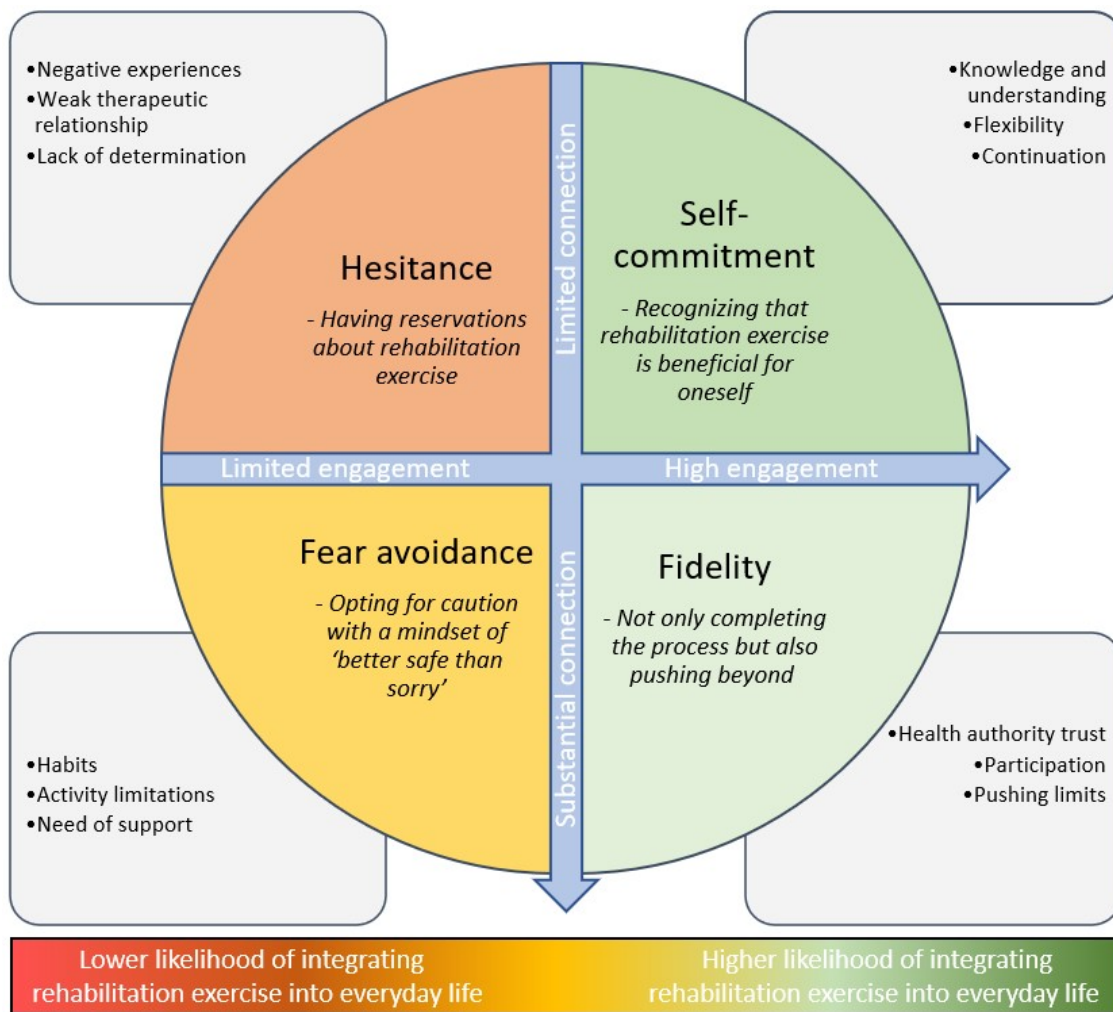 •Negative experiences
•Weak therapeutic
relationship
•Lack of determination
•Knowledge and
understanding
•Flexibility
•Continuation
Hesitance
- Having reservations
about rehabilitation
exercise
Limited connection
Self-
commitment
- Recognizing that
rehabilitation exercise
is beneficial for
oneself
Limited engagement
High engagement
Fear avoidance
- Opting for caution
with a mindset of
‘better safe than
sorry’
Substantial connection
Fidelity
- Not only completing
the process but also
pushing beyond
•Habits
•Activity limitations
•Need of support
•Health authority trust
•Participation
•Pushing limits
Lower likelihood of integrating
rehabilitation exercise into everyday life
Higher likelihood of integrating
rehabilitation exercise into everyday life